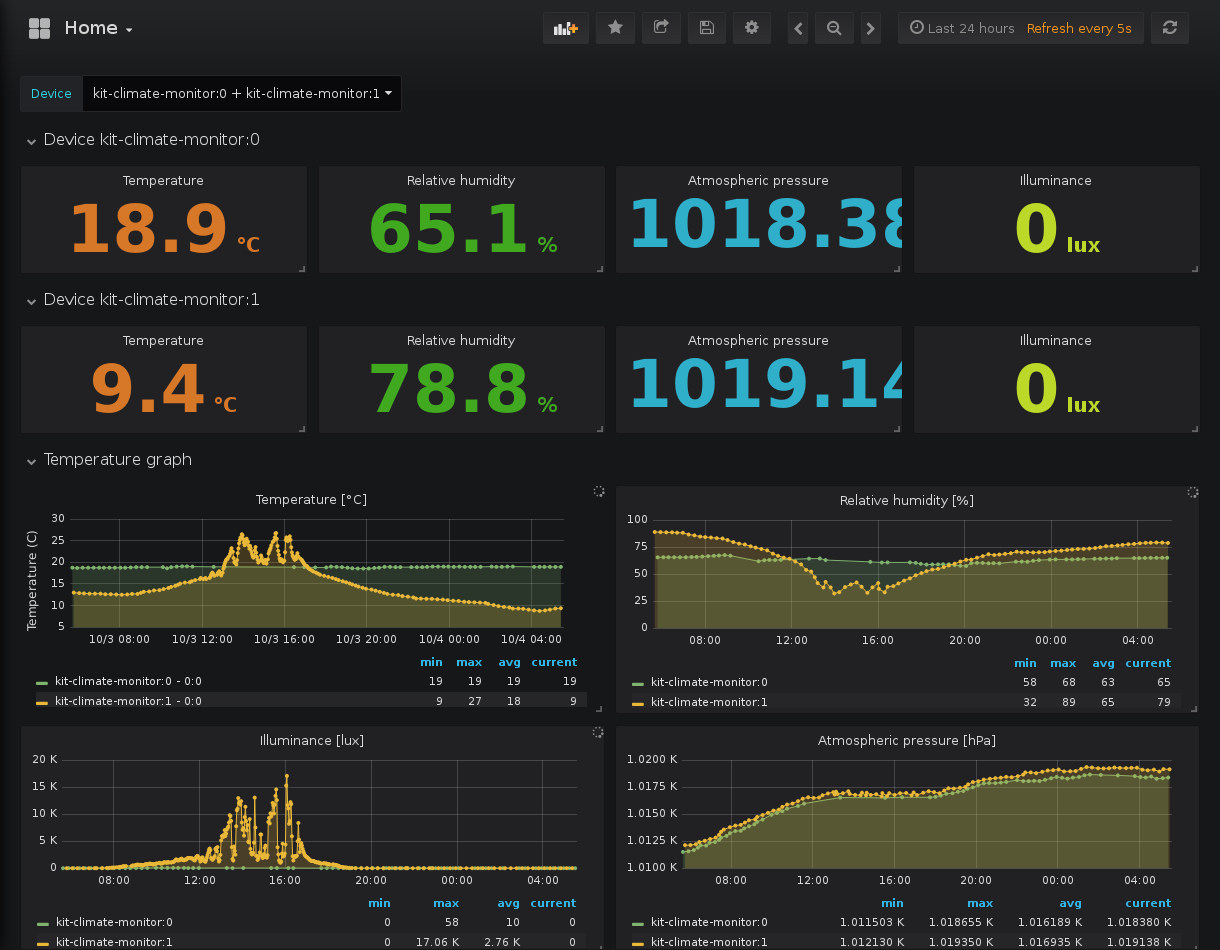 Home
Last 24 hours Refresh every 5s
Device kit-climate-monitor:0 + kit-climate-monitor:1
Device kit-climate-monitor:0
Temperature Relative humidity Atmospheric pressure Illuminance
18.9 °C 65.1 % 1018.38 0 lux
Device kit-climate-monitor:1
Temperature Relative humidity Atmospheric pressure Illuminance
9.4 °C 78.8 % 1019.14 0 lux
Temperature graph
Temperature [°C]
Temperature (C)
30
25
20
15
10
5
10/3 08:00 10/3 12:00 10/3 16:00 10/3 20:00 10/4 00:00 10/4 04:00
min max avg current
kit-climate-monitor:0 - 0:0 19 19 19 19
kit-climate-monitor:1 - 0:0 9 27 18 9
Relative humidity [%]
100
75
50
25
0
08:00 12:00 16:00 20:00 00:00 04:00
min max avg current
kit-climate-monitor:0 58 68 63 65
kit-climate-monitor:1 32 89 65 79
Illuminance [lux]
20 K
15 K
10 K
5 K
0
08:00 12:00 16:00 20:00 00:00 04:00
min max avg current
kit-climate-monitor:0 0 58 10 0
kit-climate-monitor:1 0 17.06 K 2.76 K 0
Atmospheric pressure [hPa]
1.0200 K
1.0175 K
1.0150 K
1.0125 K
1.0100 K
08:00 12:00 16:00 20:00 00:00 04:00
min max avg current
kit-climate-monitor:0 1.011503 K 1.018655 K 1.016189 K 1.018380 K
kit-climate-monitor:1 1.012130 K 1.019350 K 1.016935 K 1.019138 K